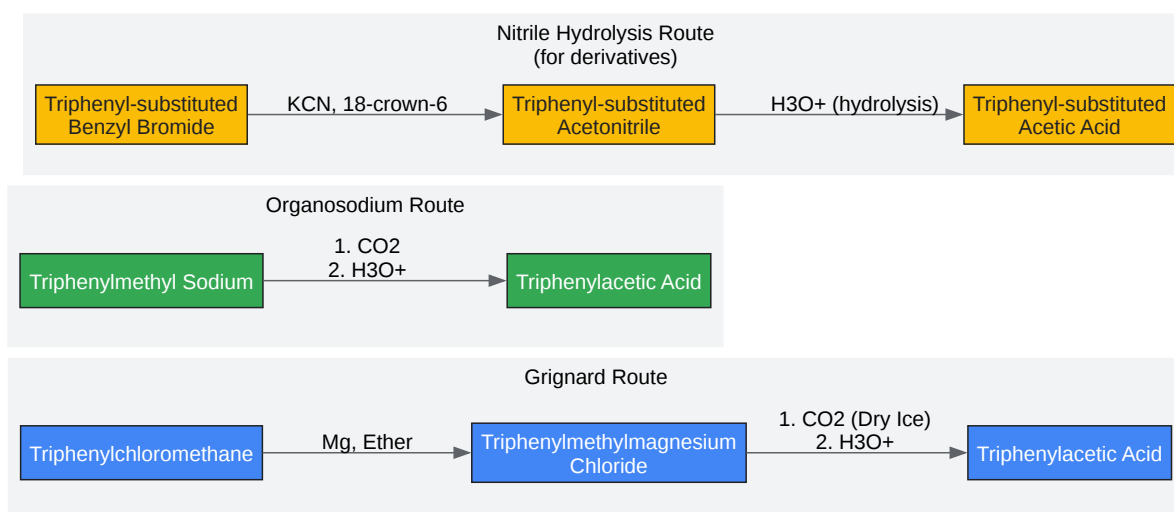 Nitrile Hydrolysis Route
(for derivatives)
Triphenyl-substituted
Benzyl Bromide
KCN, 18-crown-6
Triphenyl-substituted
Acetonitrile
H3O+ (hydrolysis)
Triphenyl-substituted
Acetic Acid
Organosodium Route
Triphenylmethyl Sodium
1. CO2
2. H3O+
Triphenylacetic Acid
Grignard Route
Triphenylchloromethane
Mg, Ether
Triphenylmethylmagnesium
Chloride
1. CO2 (Dry Ice)
2. H3O+
Triphenylacetic Acid